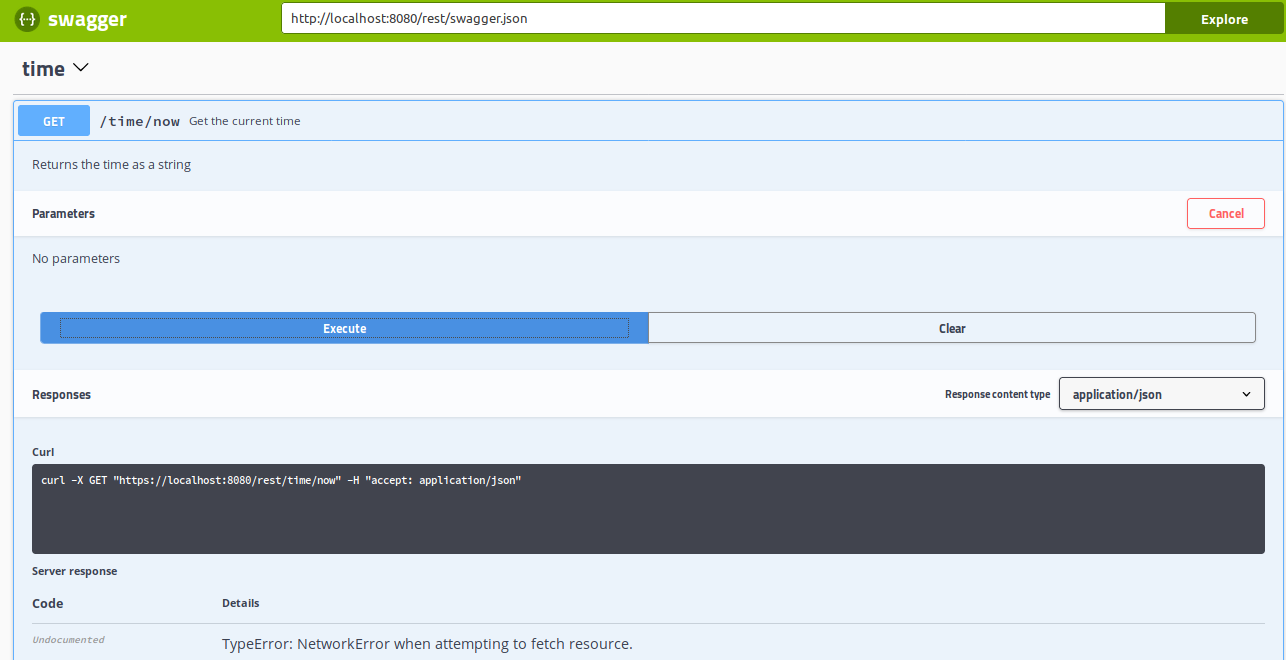 {··} swagger http://localhost:8080/rest/swagger.json Explore
time
GET /time/now Get the current time
Returns the time as a string
Parameters Cancel
No parameters
Execute Clear
Responses Response content type application/json
Curl
curl -X GET "https://localhost:8080/rest/time/now" -H "accept: application/json"
Server response
Code Details
Undocumented TypeError: NetworkError when attempting to fetch resource.